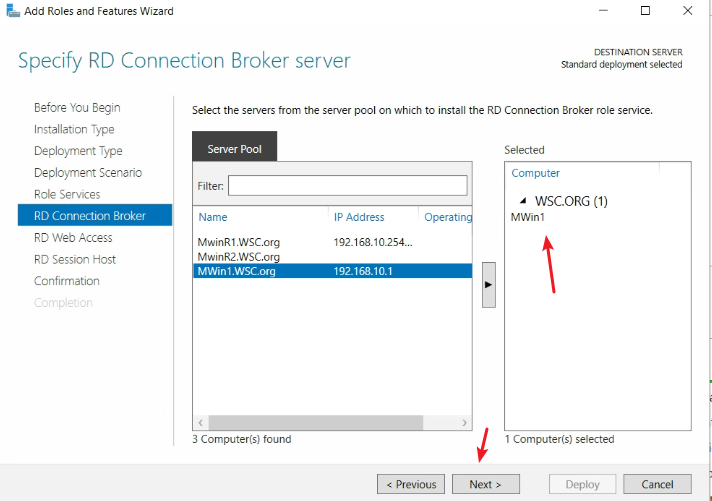 Add Roles and Features Wizard
Specify RD Connection Broker server
DESTINATION SERVER
Standard deployment selected
Before You Begin
Installation Type
Deployment Type
Deployment Scenario
Role Services
RD Connection Broker
RD Web Access
RD Session Host
Confirmation
Completion
Select the servers from the server pool on which to install the RD Connection Broker role service.
Server Pool
Filter:
Name IP Address Operating
MwinR1.WSC.org 192.168.10.254...
MwinR2.WSC.org
MWin1.WSC.org 192.168.10.1
3 Computer(s) found
Selected
Computer
WSC.ORG (1)
MWin1
1 Computer(s) selected
< Previous Next > Deploy Cancel